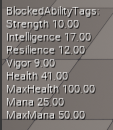 BlockedAbilityTags:
Strength 10.00
Intelligence 17.00
Resilience 12.00
Vigor 9.00
Health 41.00
MaxHealth 100.00
Mana 25.00
MaxMana 50.00